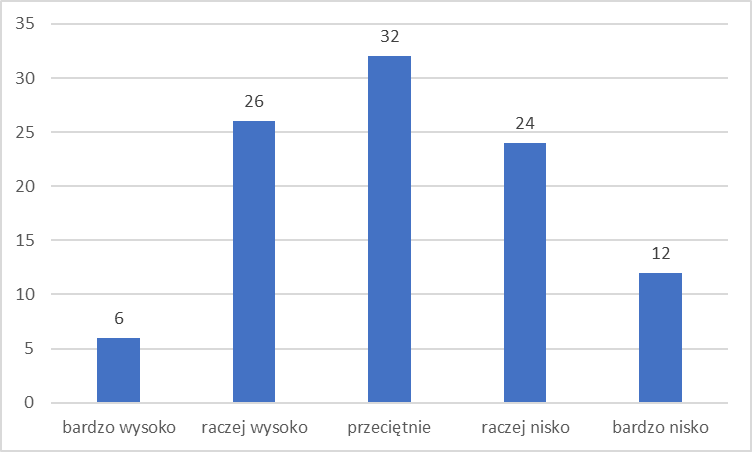 35
30
25
20
15
10
5
0
6
26
32
24
12
bardzo wysoko
raczej wysoko
przeciętnie
raczej nisko
bardzo nisko